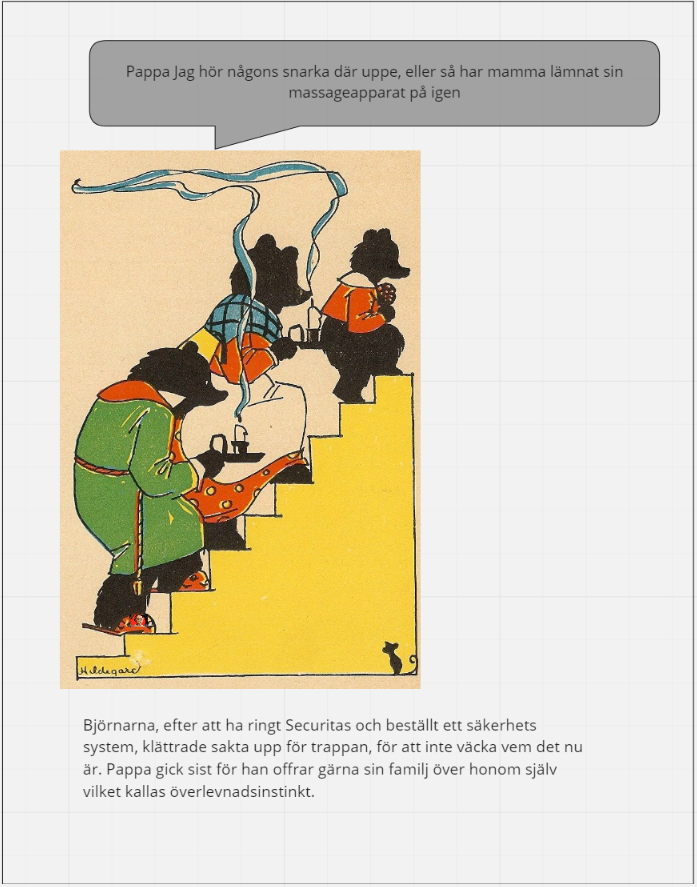 Pappa Jag hör någons snarka där uppe, eller så har mamma lämnat sin
massageapparat på igen
Hildegard
Björnarna, efter att ha ringt Securitas och beställt ett säkerhets
system, klättrade sakta upp för trappan, för att inte väcka vem det nu
är. Pappa gick sist för han offrar gärna sin familj över honom själv
vilket kallas överlevnadsinstinkt.